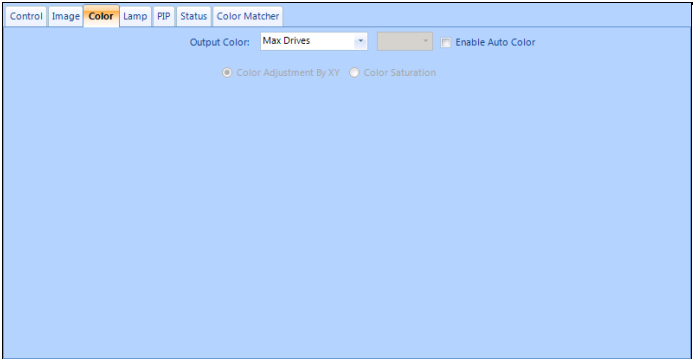 Control Image Color Lamp PIP Status Color Matcher
Output Color: Max Drives Enable Auto Color
Color Adjustment By XY Color Saturation